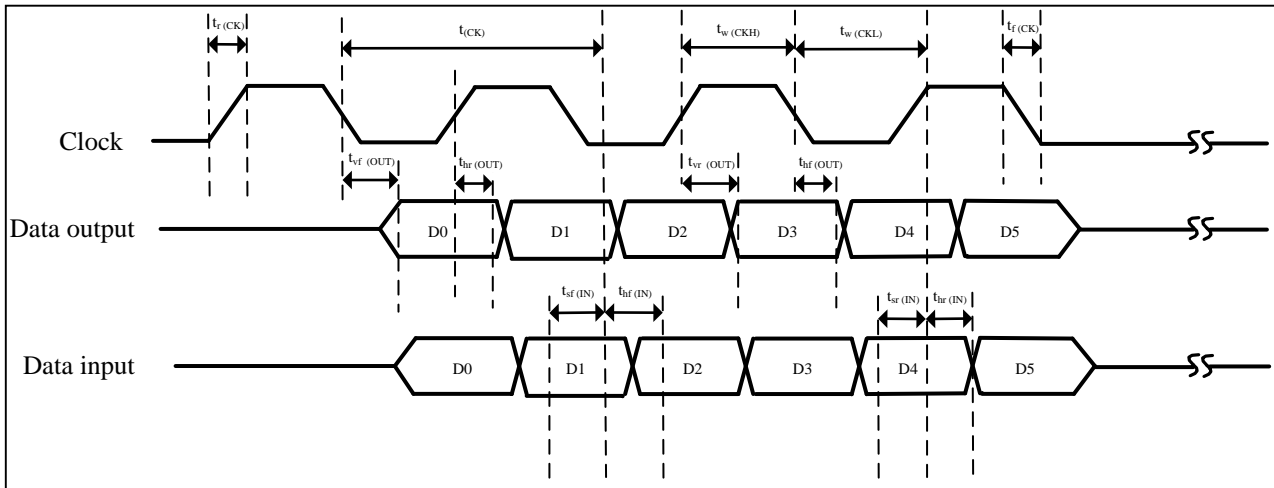 tr (CK)
t(CK)
tw (CKH)
tw (CKL)
tf (CK)
Clock
tvf (OUT)
thr (OUT)
tvr (OUT)
thf (OUT)
Data output
D0
D1
D2
D3
D4
D5
tsf (IN)
thf (IN)
tsr (IN)
thr (IN)
Data input
D0
D1
D2
D3
D4
D5